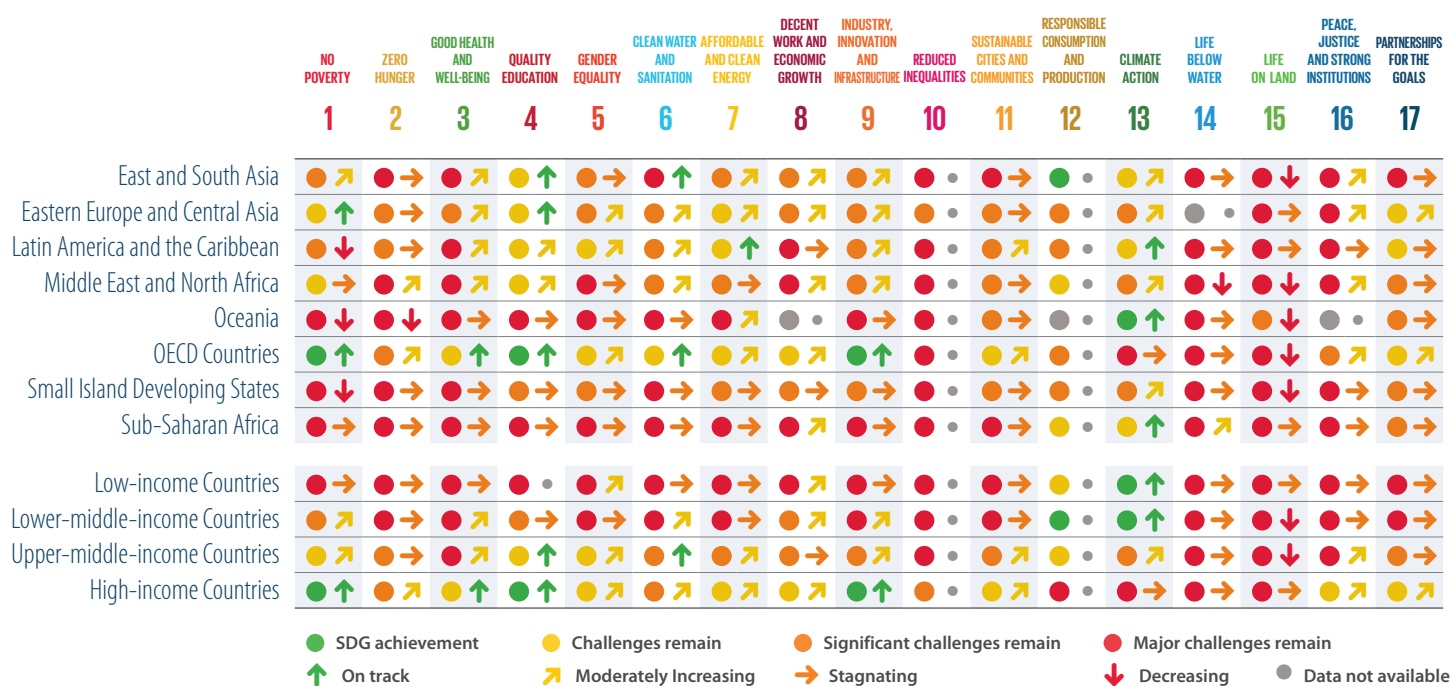 NO POVERTY
ZERO HUNGER
GOOD HEALTH AND WELL-BEING
QUALITY EDUCATION
GENDER EQUALITY
CLEAN WATER AND SANITATION
AFFORDABLE AND CLEAN ENERGY
DECENT WORK AND ECONOMIC GROWTH
INDUSTRY, INNOVATION AND INFRASTRUCTURE
REDUCED INEQUALITIES
SUSTAINABLE CITIES AND COMMUNITIES
RESPONSIBLE CONSUMPTION AND PRODUCTION
CLIMATE ACTION
LIFE BELOW WATER
LIFE ON LAND
PEACE, JUSTICE AND STRONG INSTITUTIONS
PARTNERSHIPS FOR THE GOALS
1 2 3 4 5 6 7 8 9 10 11 12 13 14 15 16 17
East and South Asia
Eastern Europe and Central Asia
Latin America and the Caribbean
Middle East and North Africa
Oceania
OECD Countries
Small Island Developing States
Sub-Saharan Africa
Low-income Countries
Lower-middle-income Countries
Upper-middle-income Countries
High-income Countries
SDG achievement Challenges remain Significant challenges remain Major challenges remain
On track Moderately Increasing Stagnating Decreasing Data not available